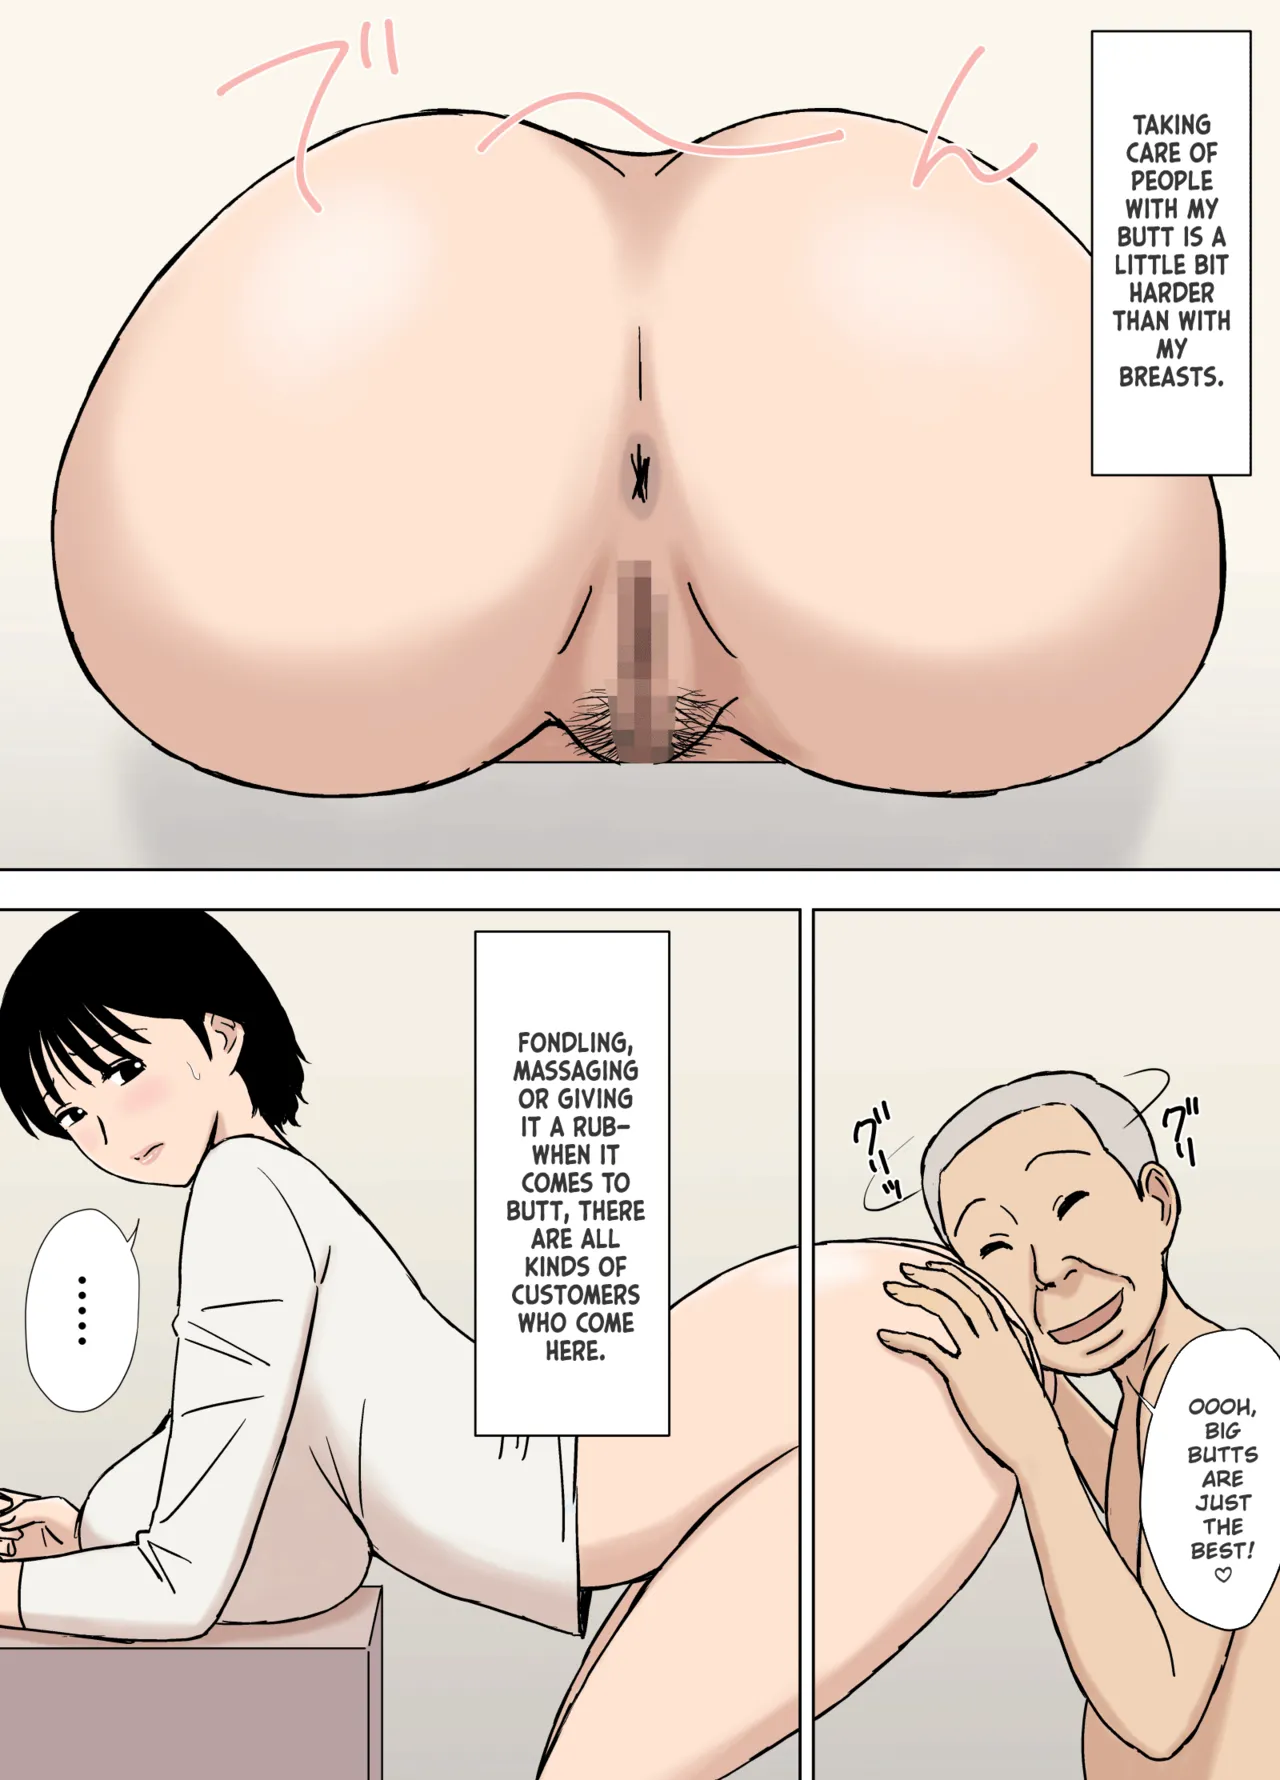 で〜ん
TAKING
CARE OF
PEOPLE
WITH MY
BUTT IS A
LITTLE BIT
HARDER
THAN WITH
MY
BREASTS.
グリ
グリッ
OOOH,
BIG
BUTTS
ARE
JUST
THE
BEST!
♡
FONDLING,
MASSAGING
OR GIVING
IT A RUB-
WHEN IT
COMES TO
BUTT, THERE
ARE ALL
KINDS OF
CUSTOMERS
WHO COME
HERE.
.....